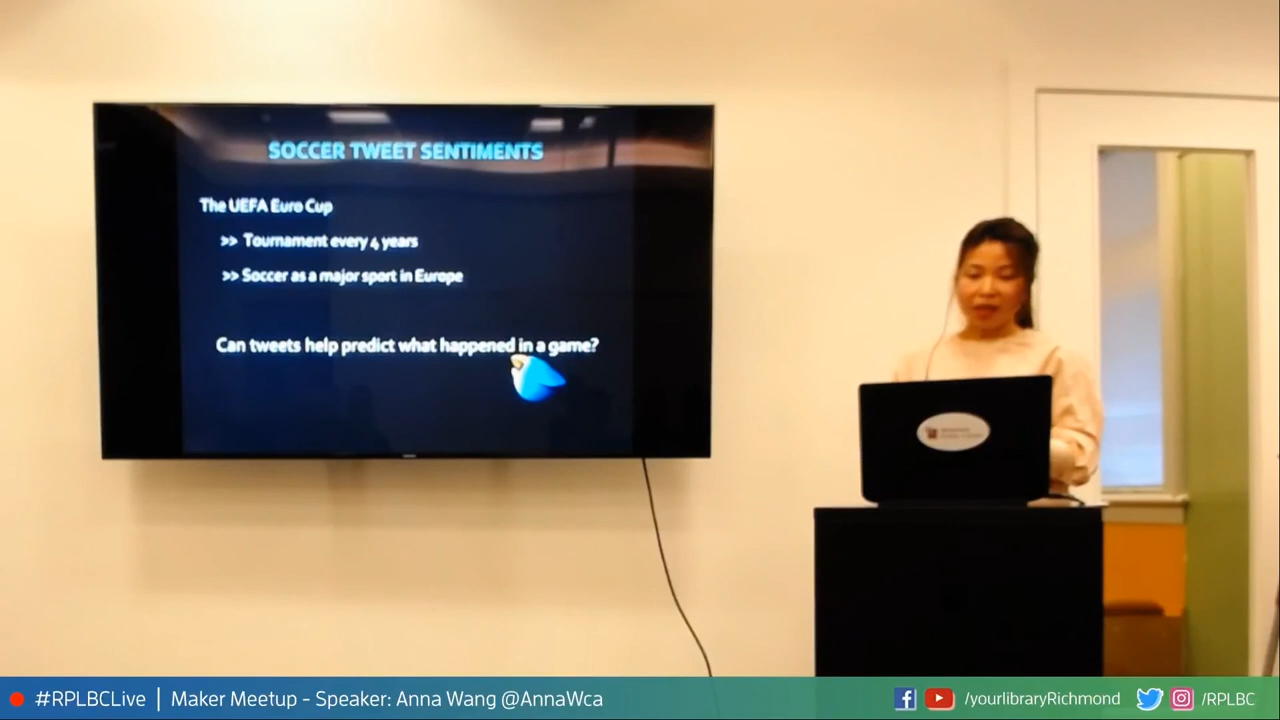 SOCCER TWEET SENTIMENTS
The UEFA Euro Cup
>> Tournament every 4 years
>> Soccer as a major sport in Europe
Can tweets help predict what happened in a game?
#RPLBCLive | Maker Meetup - Speaker: Anna Wang @AnnaWca
/yourlibraryRichmond
/RPLBC